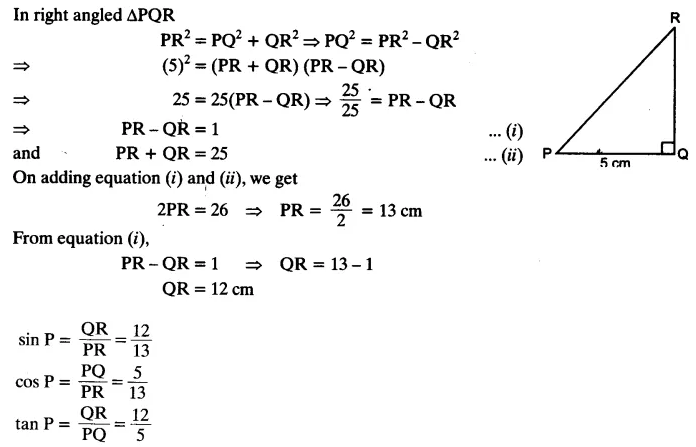 In right angled ΔPQR
PR² = PQ² + QR² ⇒ PQ² = PR² – QR²
⇒ (5)² = (PR + QR) (PR – QR)
⇒ 25 = 25(PR – QR) ⇒ 25/25 = PR – QR
⇒ PR – QR = 1 ... (i)
and PR + QR = 25 ... (ii)
On adding equation (i) and (ii), we get
2PR = 26 ⇒ PR = 26/2 = 13 cm
From equation (i),
PR – QR = 1 ⇒ QR = 13 – 1
QR = 12 cm
sin P = QR/PR = 12/13
cos P = PQ/PR = 5/13
tan P = QR/PQ = 12/5
R
P
Q
5 cm